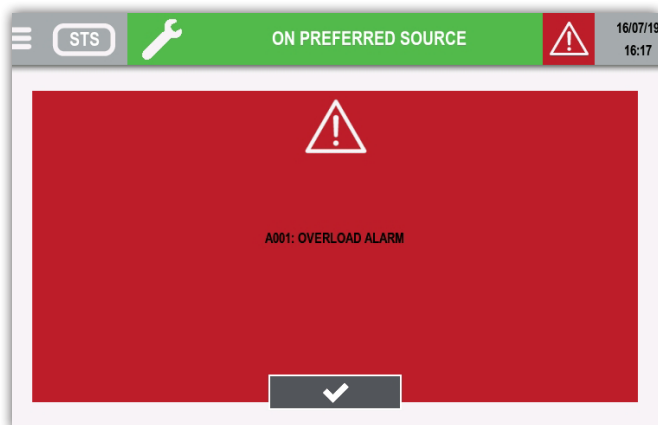 STS
ON PREFERRED SOURCE
16/07/19
16:17
A001: OVERLOAD ALARM